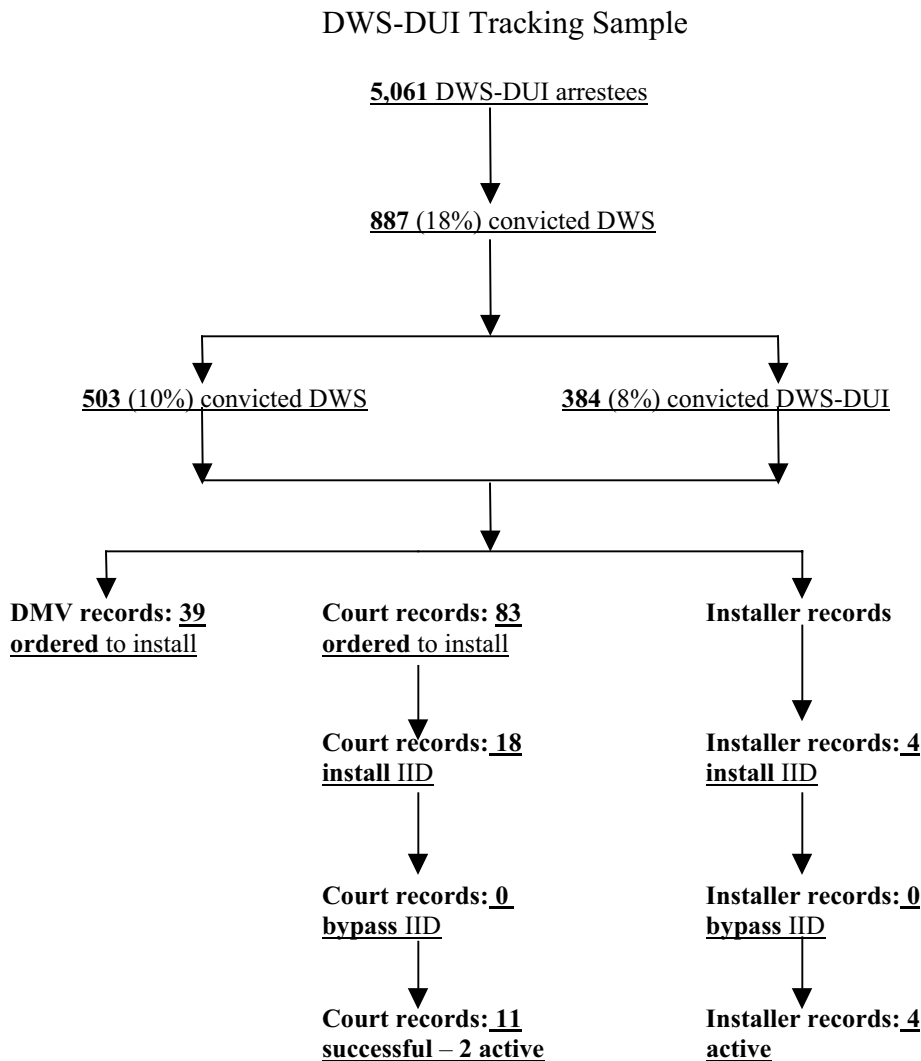 DWS-DUI Tracking Sample
5,061 DWS-DUI arrestees
887 (18%) convicted DWS
503 (10%) convicted DWS
384 (8%) convicted DWS-DUI
DMV records: 39
ordered to install
Court records: 83
ordered to install
Installer records
Court records: 18
install IID
Installer records: 4
install IID
Court records: 0
bypass IID
Installer records: 0
bypass IID
Court records: 11
successful – 2 active
Installer records: 4
active